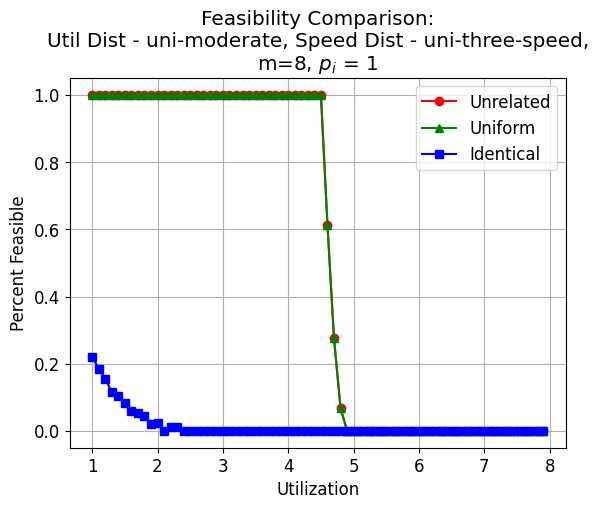 Feasibility Comparison:
Util Dist - uni-moderate, Speed Dist - uni-three-speed,
m=8, $p_i$ = 1
1.0
0.8
0.6
0.4
0.2
0.0
Percent Feasible
Unrelated
Uniform
Identical
1 2 3 4 5 6 7 8
Utilization